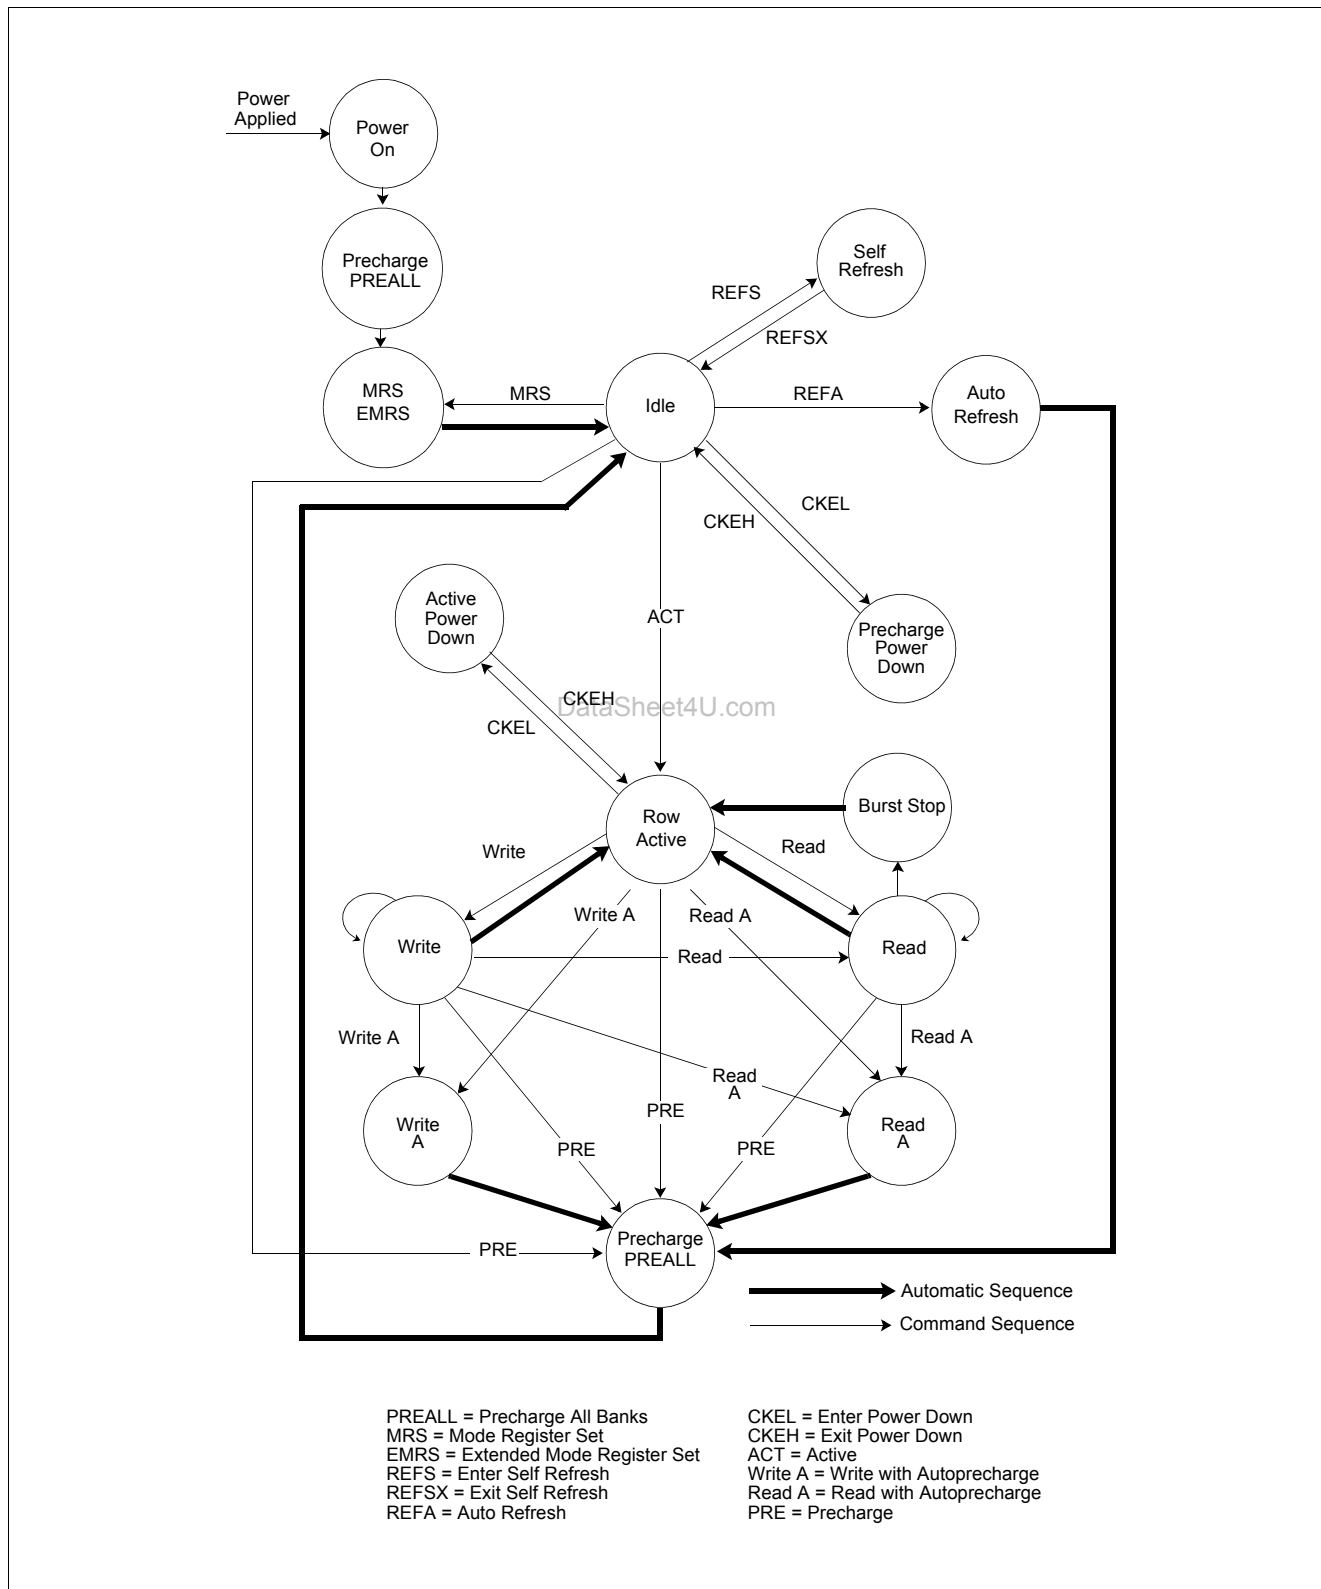 Power
Applied
Power
On
Precharge
PREALL
Self
Refresh
REFS
REFSX
MRS
EMRS
MRS
Idle
REFA
Auto
Refresh
CKEL
CKEH
Active
Power
Down
ACT
Precharge
Power
Down
CKEH
DataSheet4U.com
CKEL
Burst Stop
Row
Active
Write
Read
Write A
Read A
Write
Read
Read
Write A
Read A
Read
A
PRE
Write
A
Read
A
PRE
PRE
Precharge
PREALL
PRE
Automatic Sequence
Command Sequence
PREALL = Precharge All Banks
MRS = Mode Register Set
EMRS = Extended Mode Register Set
REFS = Enter Self Refresh
REFSX = Exit Self Refresh
REFA = Auto Refresh
CKEL = Enter Power Down
CKEH = Exit Power Down
ACT = Active
Write A = Write with Autoprecharge
Read A = Read with Autoprecharge
PRE = Precharge